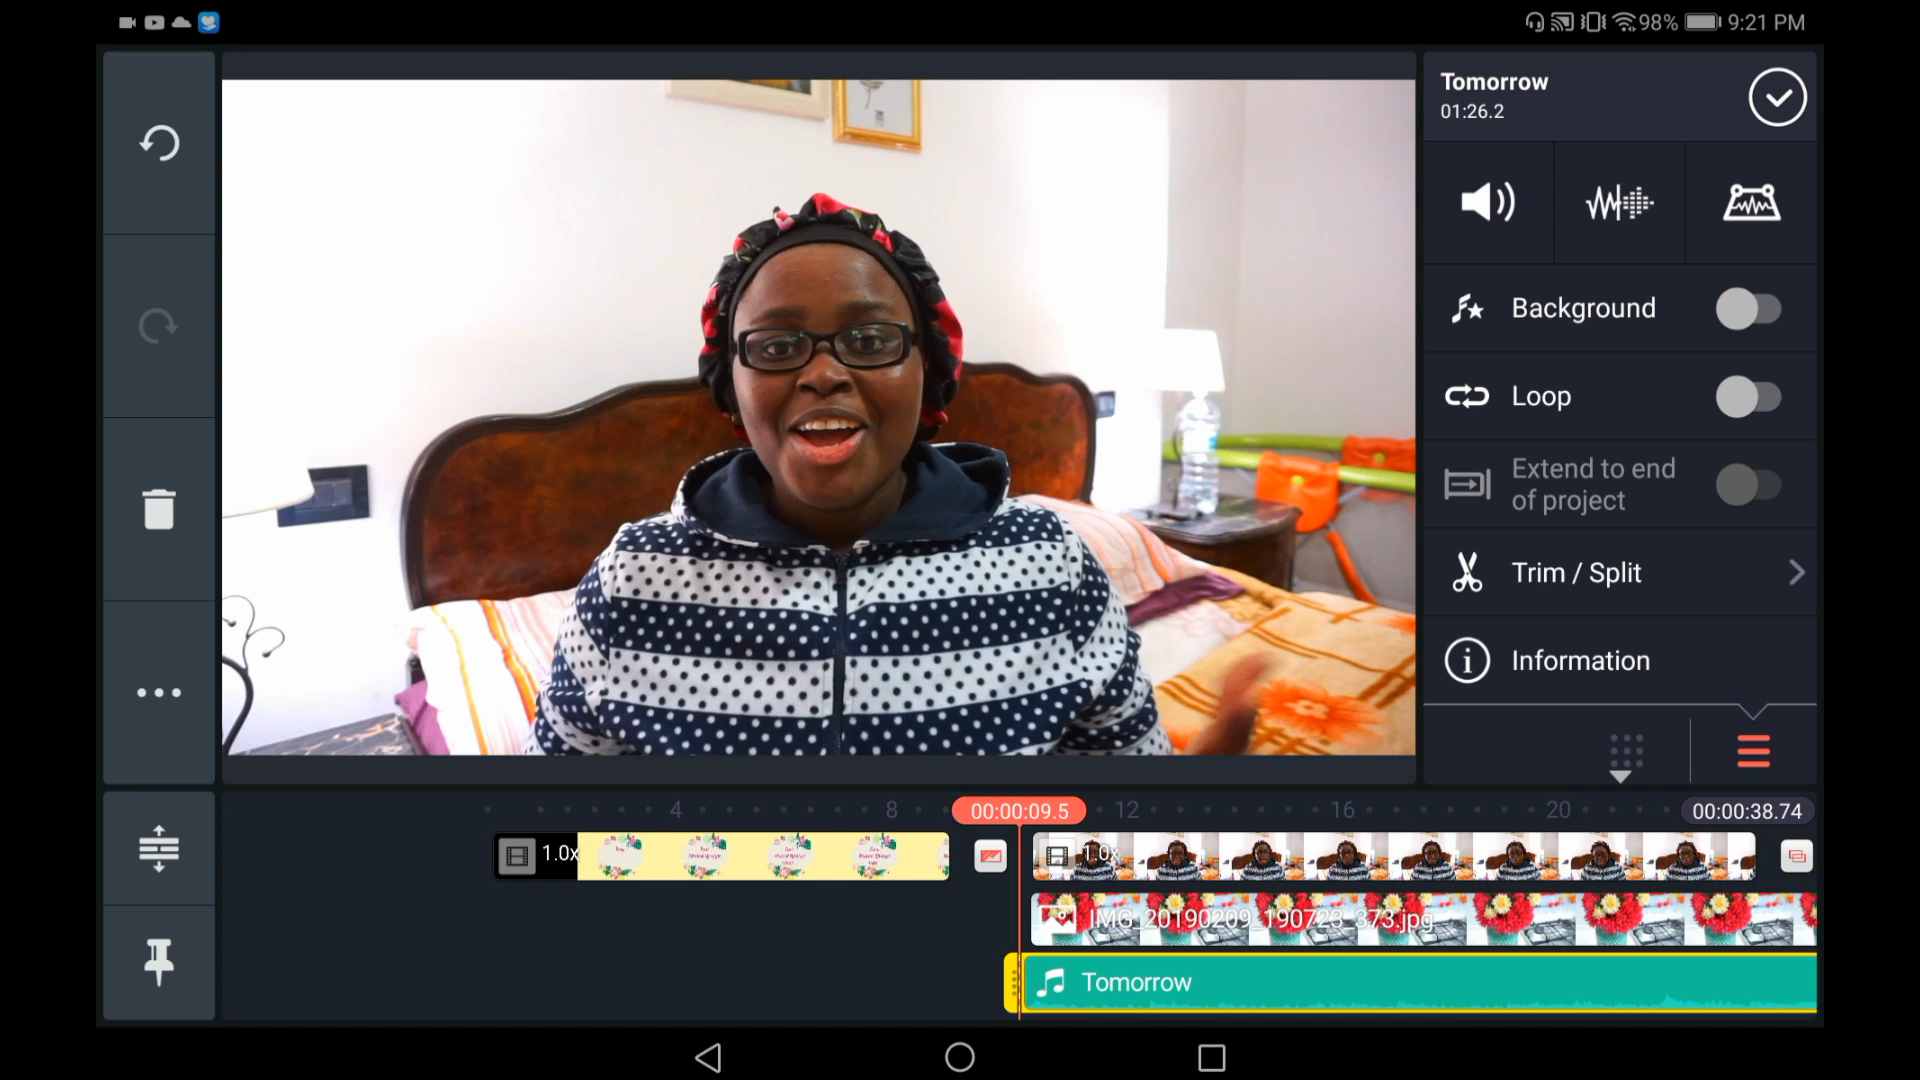 98% 9:21 PM
Tomorrow
01:26.2
Background
Loop
Extend to end
of project
Trim / Split
Information
4
8
00:00:09.5
12
16
20
00:00:38.74
1.0x
1.0x
IMG_20190209_190723_373.jpg
Tomorrow